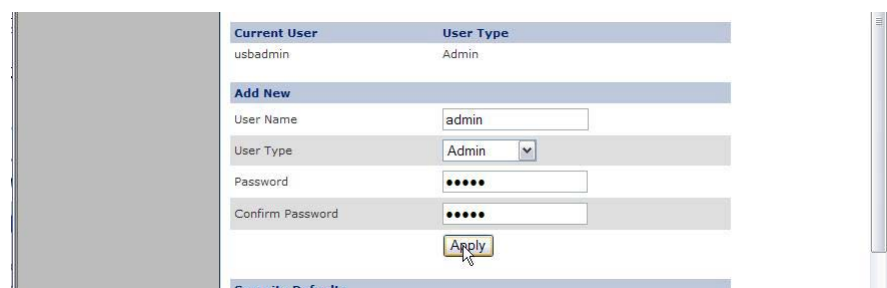 Current User User Type
usbadmin Admin
Add New
User Name admin
User Type Admin
Password •••••
Confirm Password •••••
Apply